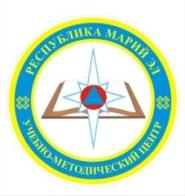 РЕСПУБЛИКА МАРИЙ ЭЛ
УЧЕБНО-МЕТОДИЧЕСКИЙ ЦЕНТР